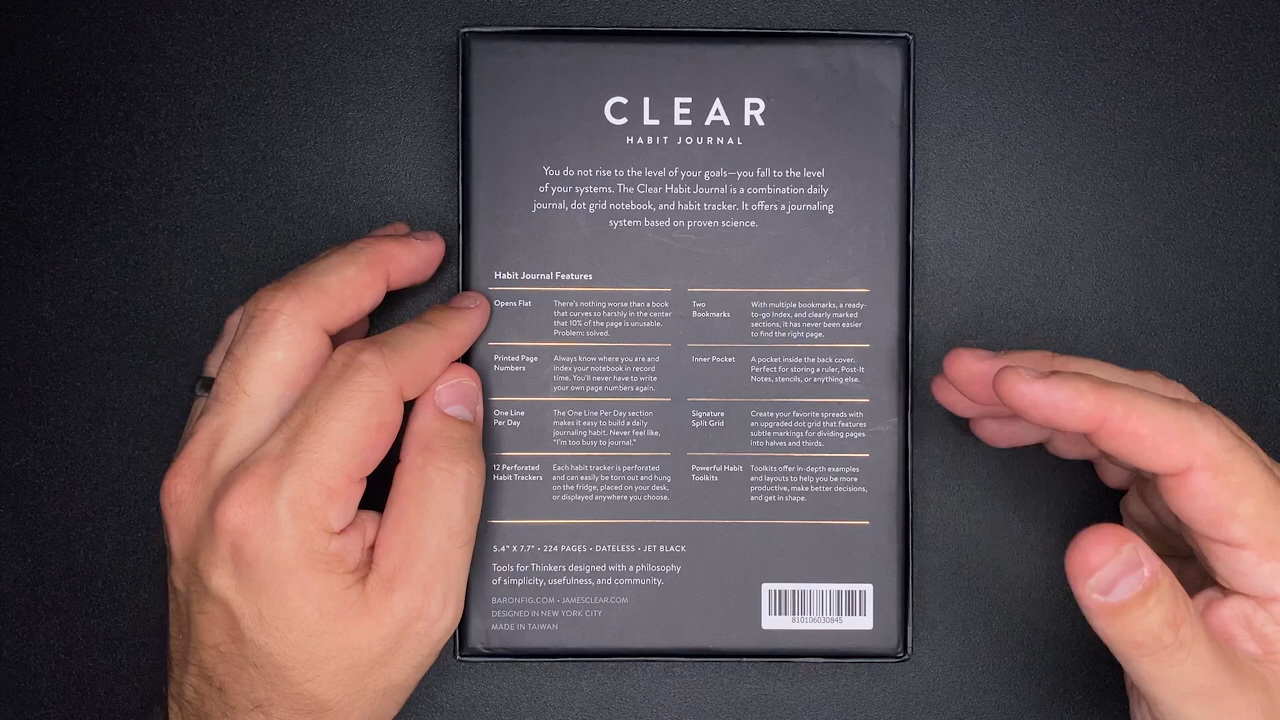 CLEAR
HABIT JOURNAL
You do not rise to the level of your goals—you fall to the level
of your systems. The Clear Habit Journal is a combination daily
journal, dot grid notebook, and habit tracker. It offers a journaling
system based on proven science.
Habit Journal Features
Opens Flat
There's nothing worse than a book
that curves so harshly in the center
that 10% of the page is unusable.
Problem: solved.
Two
Bookmarks
With multiple bookmarks, a ready-
to-go Index, and clearly marked
sections, it has never been easier
to find the right page.
Printed Page
Numbers
Always know where you are and
index your notebook in record
time. You'll never have to write
your own page numbers again.
Inner Pocket
A pocket inside the back cover.
Perfect for storing a ruler, Post-It
Notes, stencils, or anything else.
One Line
Per Day
The One Line Per Day section
makes it easy to build a daily
journaling habit. Never feel like,
"I'm too busy to journal."
Signature
Split Grid
Create your favorite spreads with
an upgraded dot grid that features
subtle markings for dividing pages
into halves and thirds.
12 Perforated
Habit Trackers
Each habit tracker is perforated
and can easily be torn out and hung
on the fridge, placed on your desk,
or displayed anywhere you choose.
Powerful Habit
Toolkits
Toolkits offer in-depth examples
and layouts to help you be more
productive, make better decisions,
and get in shape.
5.4" X 7.7" • 224 PAGES • DATELESS • JET BLACK
Tools for Thinkers designed with a philosophy
of simplicity, usefulness, and community.
BARONFIG.COM • JAMESCLEAR.COM
DESIGNED IN NEW YORK CITY
MADE IN TAIWAN
810106030845